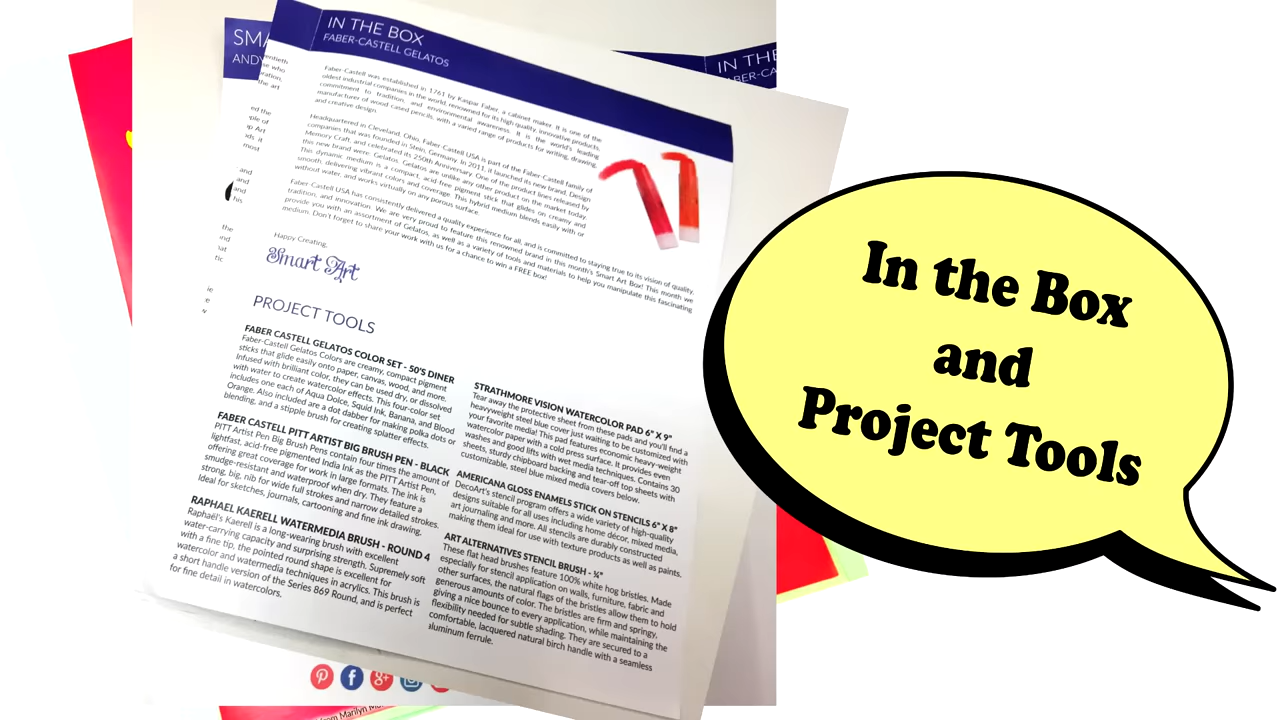 IN THE BOX
FABER-CASTELL GELATOS
Faber-Castell was established in 1761 by Kaspar Faber, a cabinet maker. It is one of the
oldest industrial companies in the world, renowned for its high quality, innovative products,
commitment to tradition, and environmental awareness. It is the world's leading
manufacturer of wood cased pencils, with a varied range of products for writing, drawing,
and creative design.
Headquartered in Cleveland, Ohio, Faber-Castell USA is part of the Faber-Castell family of
companies that was founded in Stein, Germany. In 2011, it launched its new brand, Design
Memory Craft, and celebrated its 250th Anniversary. One of the product lines released by
this new brand were: Gelatos. Gelatos are unlike any other product on the market today.
This dynamic medium is a compact, acid free pigment stick that glides on creamy and
smooth, delivering vibrant colors and coverage. This hybrid medium blends easily with or
without water, and works virtually on any porous surface.
Faber-Castell USA has consistently delivered a quality experience for all, and is committed to staying true to its vision of quality,
tradition, and innovation. We are very proud to feature this renowned brand in this month's Smart Art Box! This month we
provide you with an assortment of Gelatos, as well as a variety of tools and materials to help you manipulate this fascinating
medium. Don't forget to share your work with us for a chance to win a FREE box!
Happy Creating,
Smart Art
PROJECT TOOLS
FABER CASTELL GELATOS COLOR SET - 50'S DINER
Faber-Castell Gelatos Colors are creamy, compact pigment
sticks that glide easily onto paper, canvas, wood, and more.
Infused with brilliant color, they can be used dry, or dissolved
with water to create watercolor effects. This four-color set
includes one each of Aqua Dolce, Squid Ink, Banana, and Blood
Orange. Also included are a dot dabber for making polka dots or
blending, and a stipple brush for creating splatter effects.
FABER CASTELL PITT ARTIST BIG BRUSH PEN - BLACK
PITT Artist Pen Big Brush Pens contain four times the amount of
lightfast, acid-free pigmented India Ink as the PITT Artist Pen,
offering great coverage for work in large formats. The ink is
smudge-resistant and waterproof when dry. They feature a
strong, big, nib for wide full strokes and narrow detailed strokes.
Ideal for sketches, journals, cartooning and fine ink drawing.
RAPHAEL KAERELL WATERMEDIA BRUSH - ROUND 4
Raphaël's Kaerell is a long-wearing brush with excellent
water-carrying capacity and surprising strength. Supremely soft
with a fine tip, the pointed round shape is excellent for
watercolor and watermedia techniques in acrylics. This brush is
a short handle version of the Series 869 Round, and is perfect
for fine detail in watercolors.
STRATHMORE VISION WATERCOLOR PAD 6" X 9"
Tear away the protective sheet from these pads and you'll find a
heavyweight steel blue cover just waiting to be customized with
your favorite media! This pad features economic heavy-weight
watercolor paper with a cold press surface. It provides even
washes and good lifts with wet media techniques. Contains 30
sheets, sturdy chipboard backing and tear-off top sheets with
customizable, steel blue mixed media covers below.
AMERICANA GLOSS ENAMELS STICK ON STENCILS 6" X 8"
DecoArt's stencil program offers a wide variety of high-quality
designs suitable for all uses including home décor, mixed media,
art journaling and more. All stencils are durably constructed
making them ideal for use with texture products as well as paints.
ART ALTERNATIVES STENCIL BRUSH - ¾"
These flat head brushes feature 100% white hog bristles. Made
especially for stencil application on walls, furniture, fabric and
other surfaces, the natural flags of the bristles allow them to hold
generous amounts of color. The bristles are firm and springy,
giving a nice bounce to every application, while maintaining the
flexibility needed for subtle shading. They are secured to a
comfortable, lacquered natural birch handle with a seamless
aluminum ferrule.
In the Box
and
Project Tools
IN THE